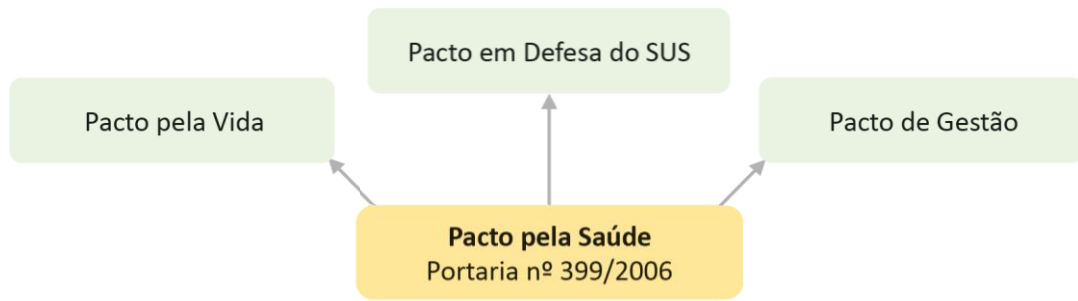 Pacto em Defesa do SUS
Pacto pela Vida
Pacto de Gestão
Pacto pela Saúde
Portaria nº 399/2006